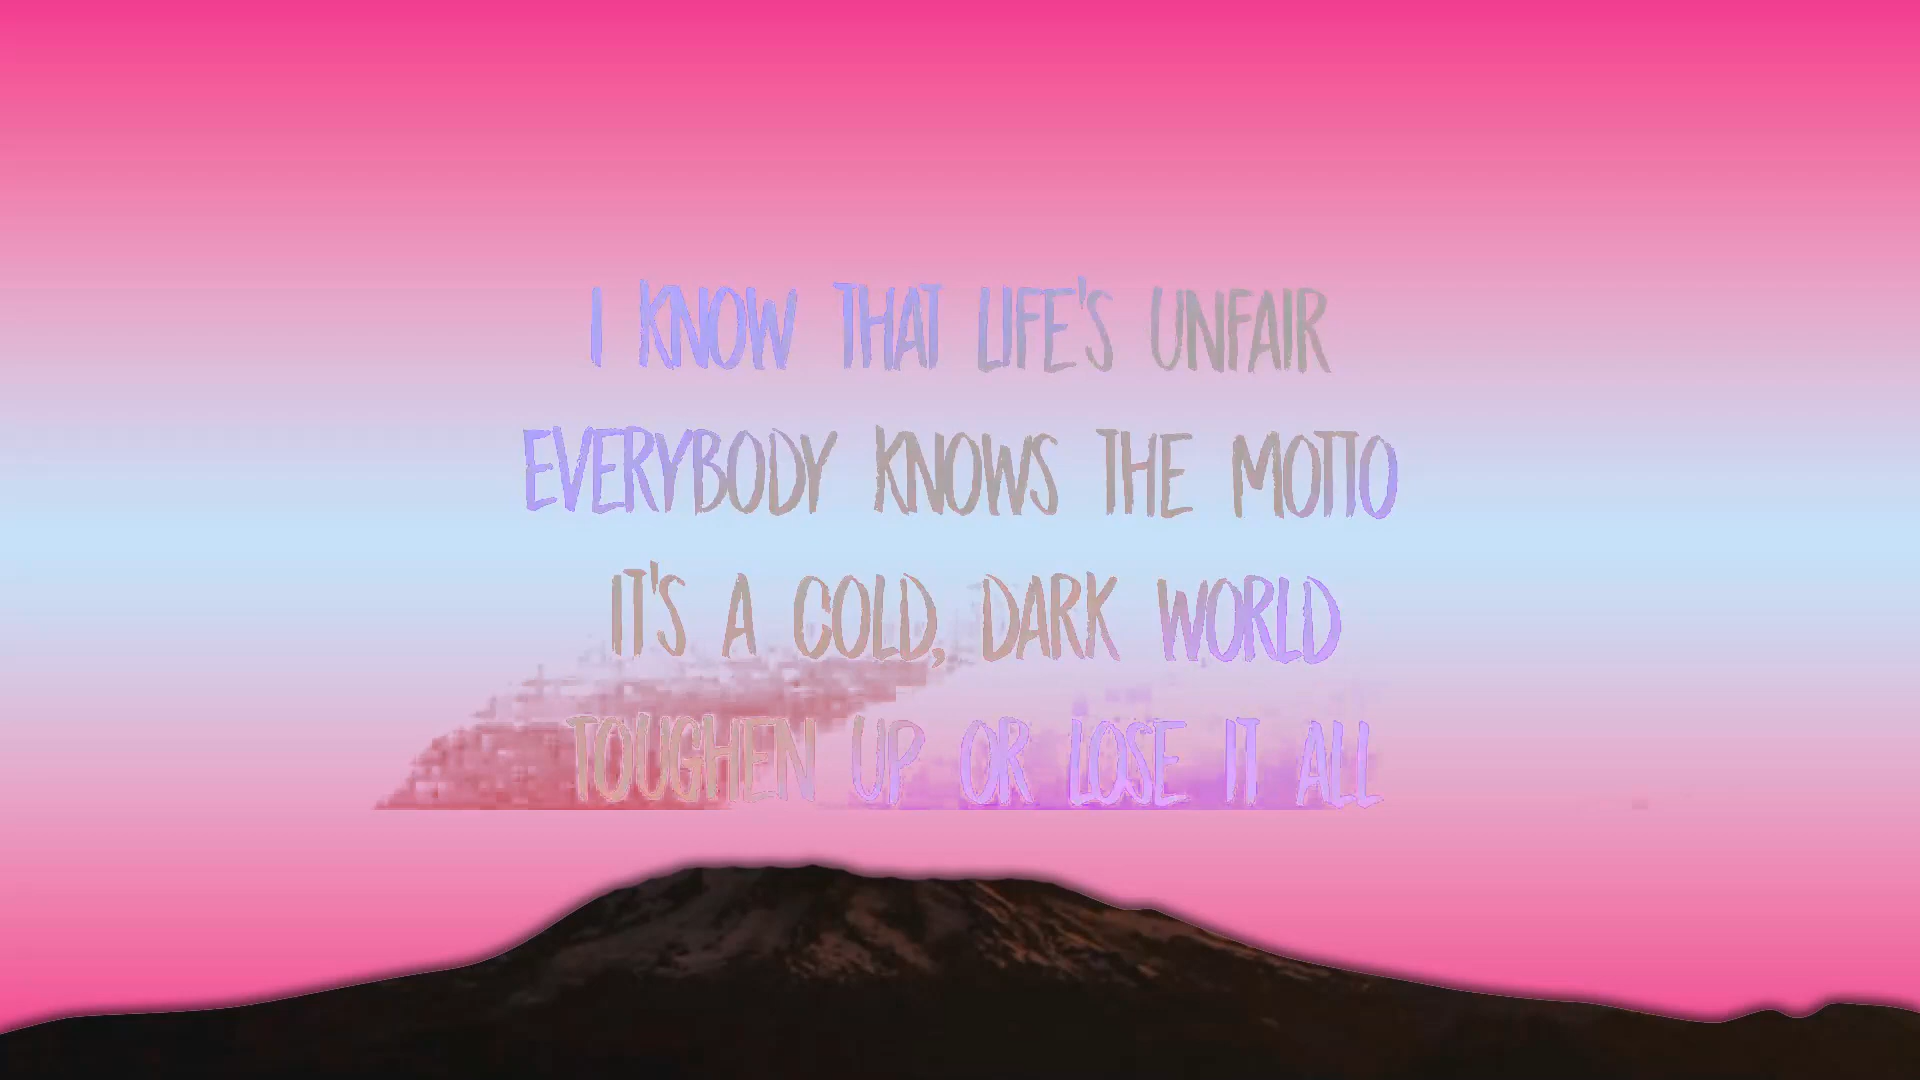 I KNOW THAT LIFE'S UNFAIR
EVERYBODY KNOWS THE MOTTO
IT'S A COLD, DARK WORLD
TOUGHEN UP OR LOSE IT ALL